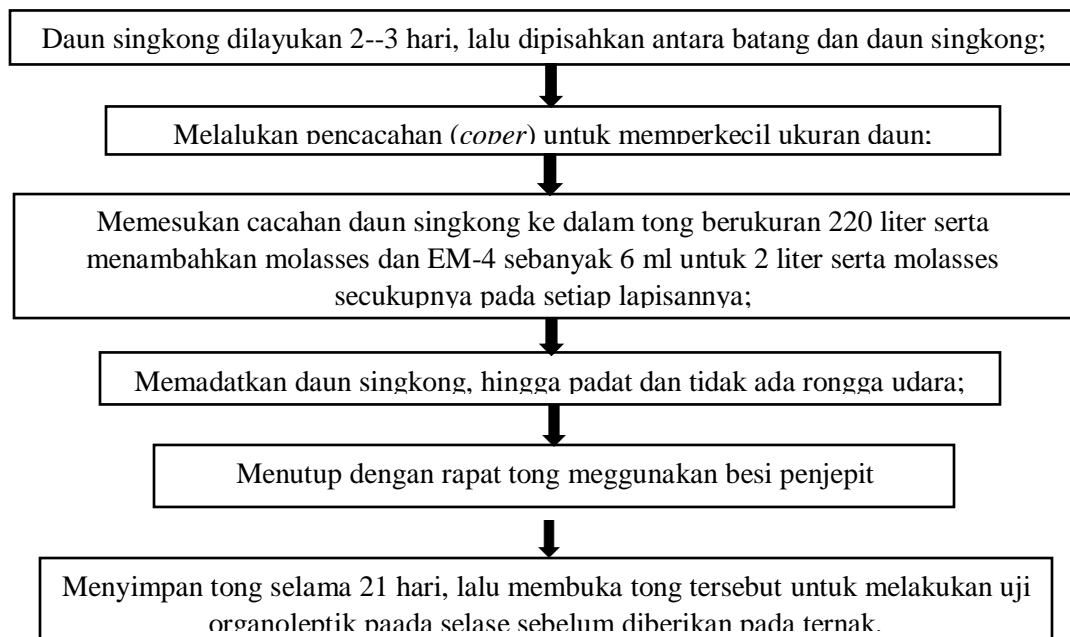 Daun singkong dilayukan 2--3 hari, lalu dipisahkan antara batang dan daun singkong;
Melalukan pencacahan (coper) untuk memperkecil ukuran daun;
Memesukan cacahan daun singkong ke dalam tong berukuran 220 liter serta
menambahkan molasses dan EM-4 sebanyak 6 ml untuk 2 liter serta molasses
secukupnya pada setiap lapisannya;
Memadatkan daun singkong, hingga padat dan tidak ada rongga udara;
Menutup dengan rapat tong meggunakan besi penjepit
Menyimpan tong selama 21 hari, lalu membuka tong tersebut untuk melakukan uji
organoleptik paada selase sebelum diberikan pada ternak.